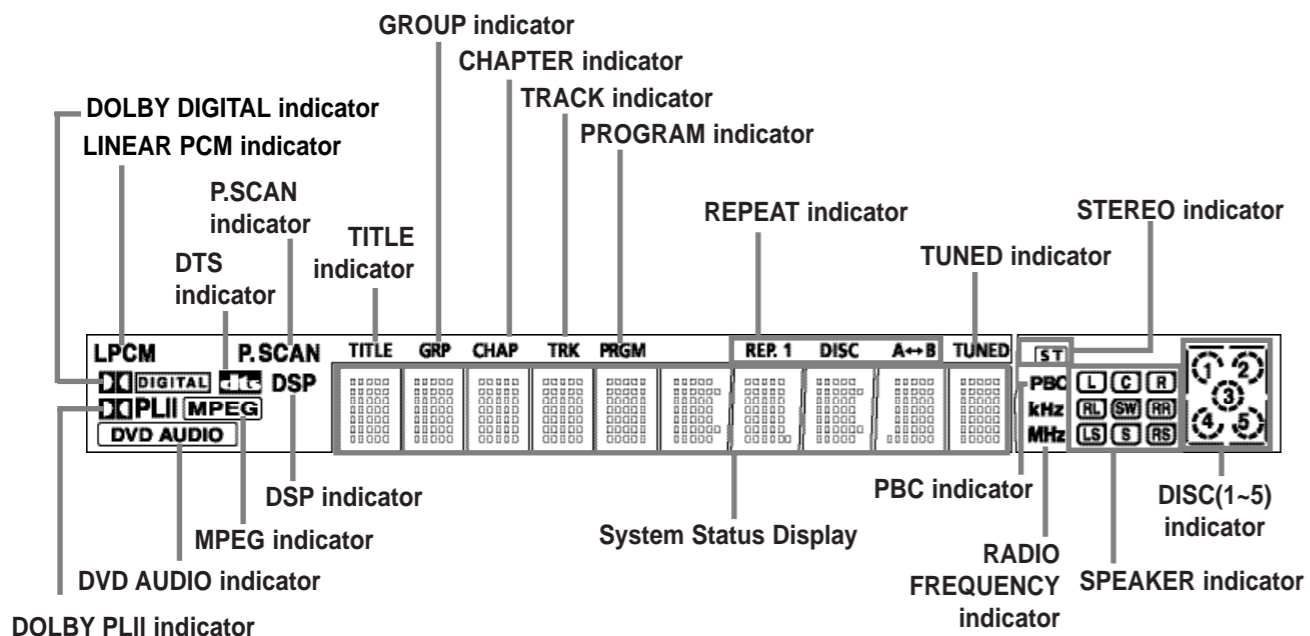 GROUP indicator
CHAPTER indicator
DOLBY DIGITAL indicator
TRACK indicator
LINEAR PCM indicator
PROGRAM indicator
P.SCAN
indicator
REPEAT indicator
STEREO indicator
TITLE
indicator
TUNED indicator
DTS
indicator
LPCM P.SCAN TITLE GRP CHAP TRK PRGM REP. 1 DISC A↔B TUNED ST
DIGITAL dts DSP PBC L C R 1 2
PLII MPEG kHz RL SW RR 3
DVD AUDIO MHz LS S RS 4 5
DSP indicator
PBC indicator
DISC(1~5)
indicator
MPEG indicator
System Status Display
DVD AUDIO indicator
RADIO
FREQUENCY
indicator
SPEAKER indicator
DOLBY PLII indicator